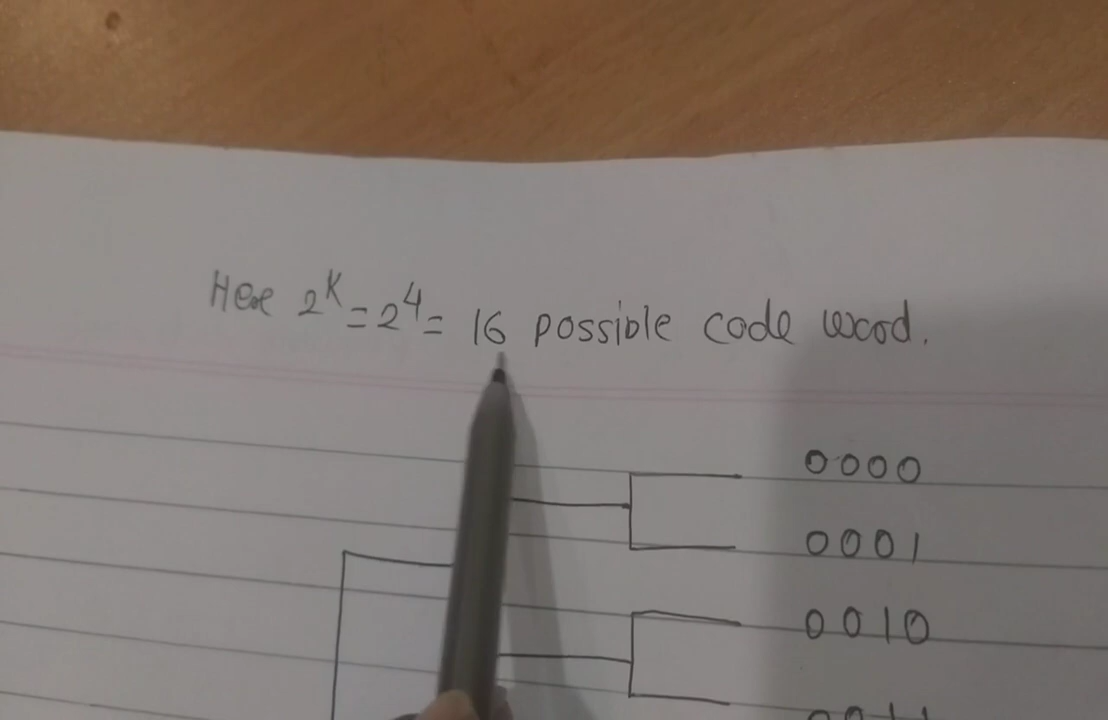 Here 2^k = 2^4 = 16 possible code word.
0000
0001
0010